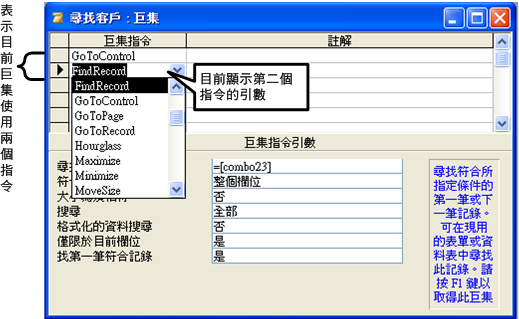 表示目前巨集使用兩個指令
尋找客戶：巨集
巨集指令 註解
GoToControl
FindRecord
目前顯示第二個
指令的引數
FindRecord
GoToControl
GoToPage
GoToRecord
Hourglass
Maximize
Minimize
MoveSize
巨集指令引數
尋
=[combo23]
符
整個欄位
否
搜尋 全部
格式化的資料搜尋 否
僅限於目前欄位 是
找第一筆符合記錄 是
尋找符合所
指定條件的
第一筆或下
一筆記錄。
可在現用
的表單或資
料表中尋找
此記錄。請
按 F1 鍵以
取得此巨集